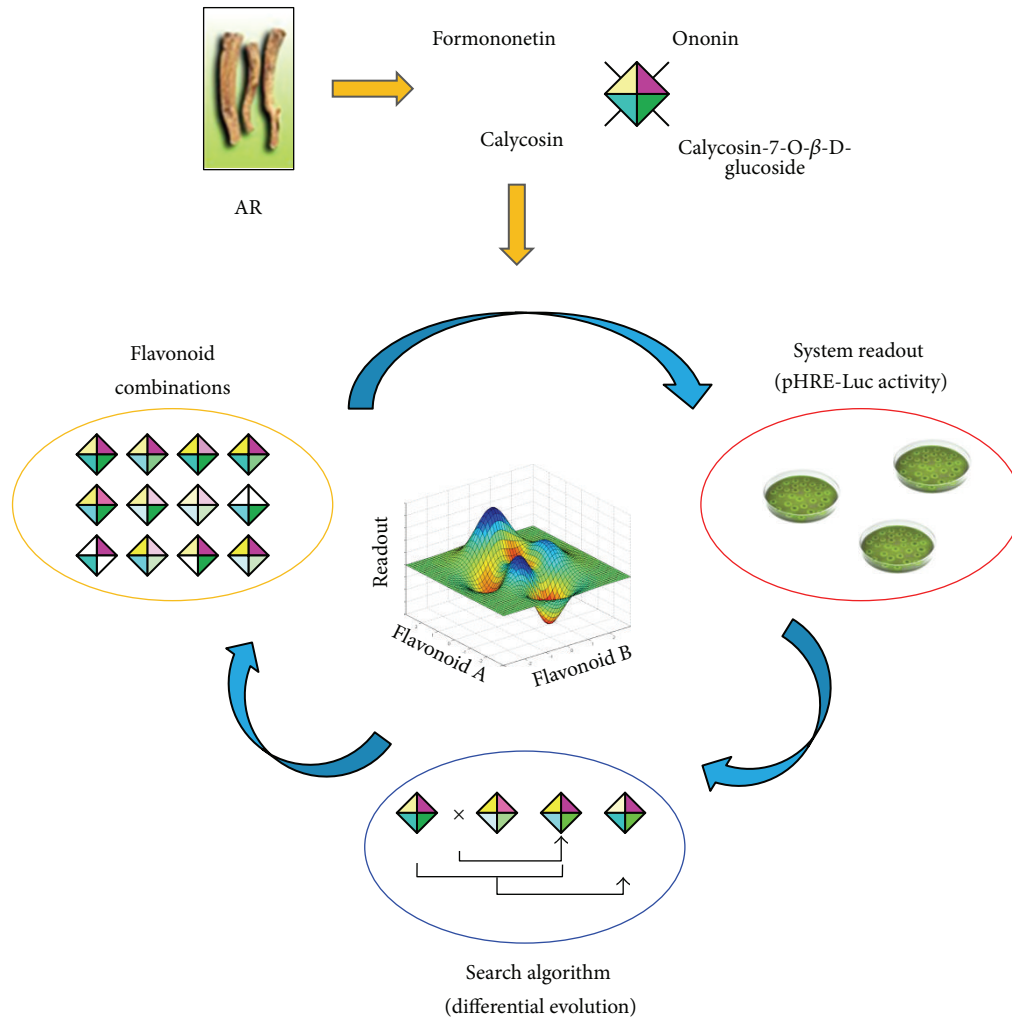 Formononetin
Ononin
Calycosin
Calycosin-7-O-β-D-
glucoside
AR
Flavonoid
combinations
System readout
(pHRE-Luc activity)
Readout
Flavonoid A
Flavonoid B
×
Search algorithm
(differential evolution)